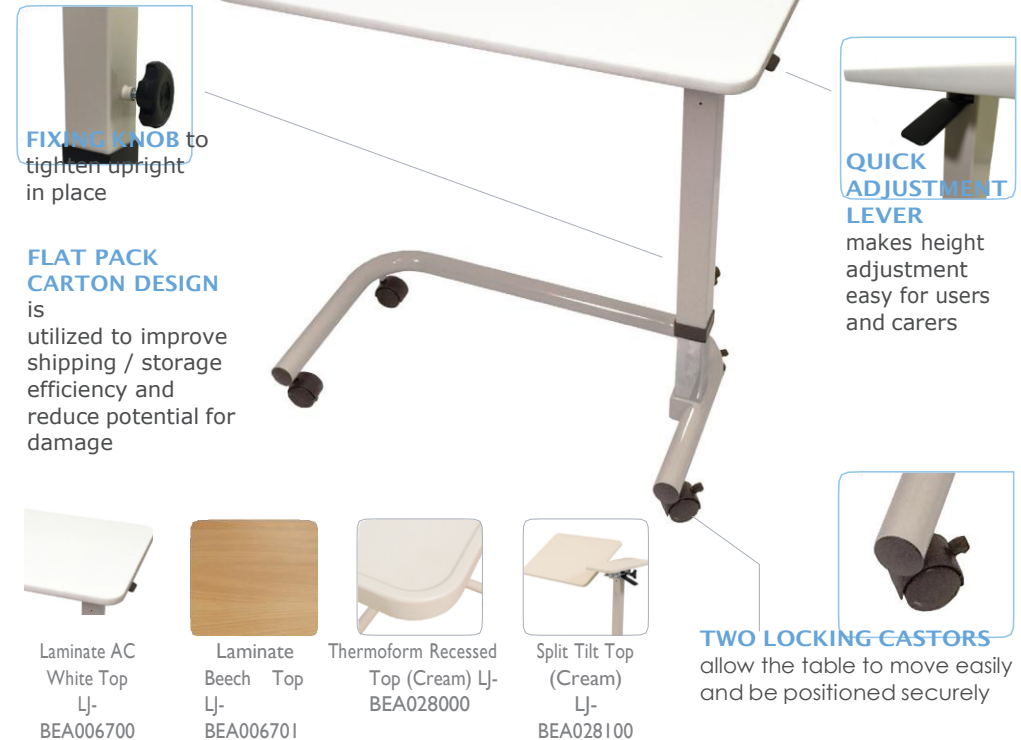 FIXING KNOB to
tighten upright
in place
QUICK
ADJUSTMENT
LEVER
makes height
adjustment
easy for users
and carers
FLAT PACK
CARTON DESIGN
is
utilized to improve
shipping / storage
efficiency and
reduce potential for
damage
Laminate AC
White Top
LJ-
BEA006700
Laminate
Beech Top
LJ-
BEA006701
Thermoform Recessed
Top (Cream) LJ-
BEA028000
Split Tilt Top
(Cream)
LJ-
BEA028100
TWO LOCKING CASTORS
allow the table to move easily
and be positioned securely